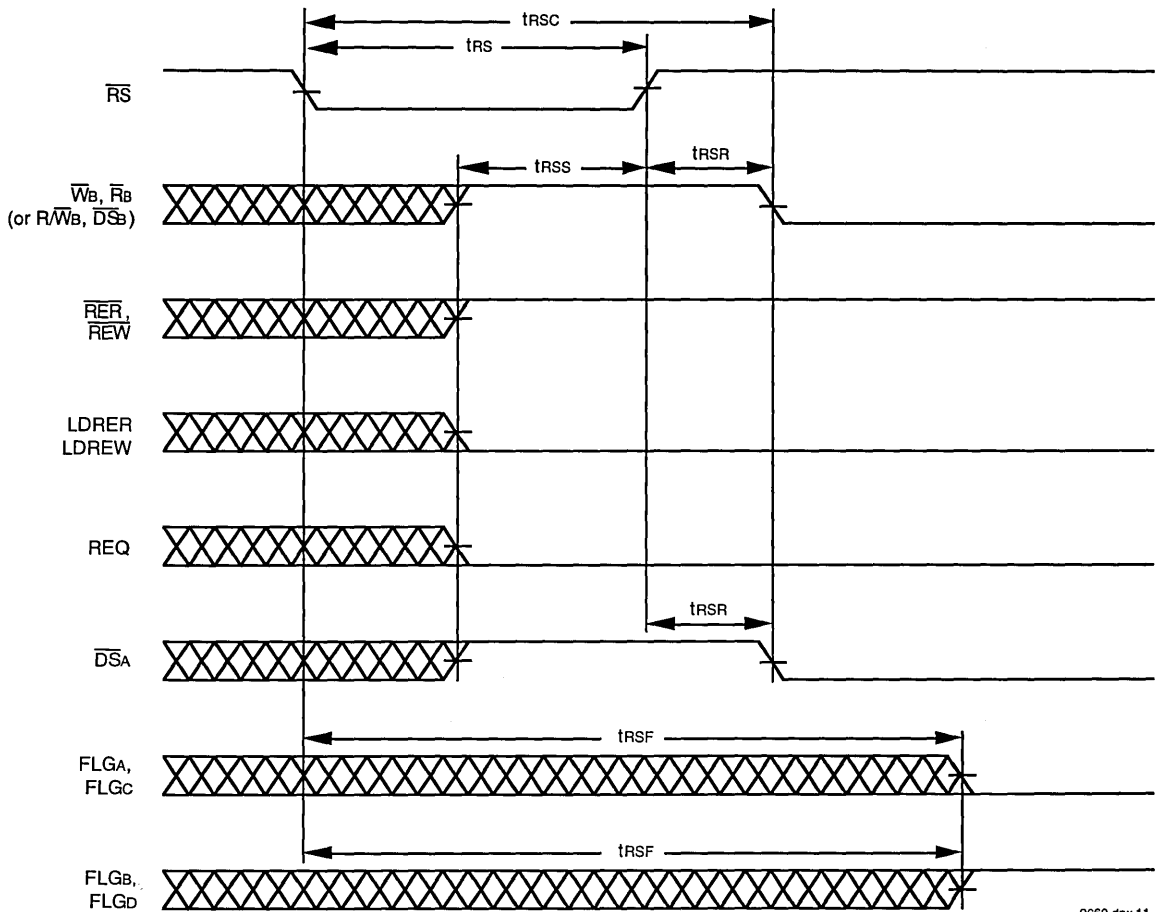 tRSC
tRS
RS
tRSS
tRSR
WB, RB
(or R/WB, DSB)
RER,
REW
LDRER
LDREW
REQ
tRSR
DSA
tRSF
FLGA,
FLGC
tRSF
FLGB,
FLGD